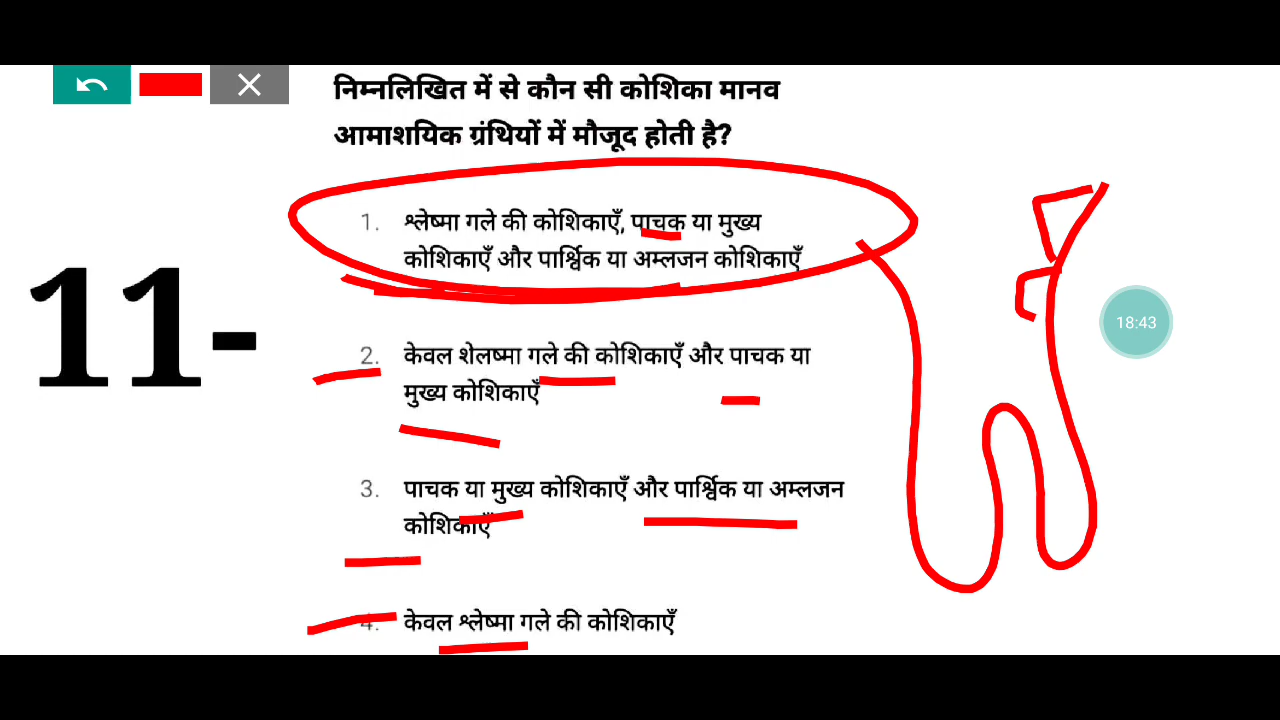 निम्नलिखित में से कौन सी कोशिका मानव
आमाशयिक ग्रंथियों में मौजूद होती है?
11-
1. श्लेष्मा गले की कोशिकाएँ, पाचक या मुख्य
कोशिकाएँ और पार्श्विक या अम्लजन कोशिकाएँ
18:43
2. केवल शेलष्मा गले की कोशिकाएँ और पाचक या
मुख्य कोशिकाएँ
3. पाचक या मुख्य कोशिकाएँ और पार्श्विक या अम्लजन
कोशिकाएँ
4. केवल श्लेष्मा गले की कोशिकाएँ